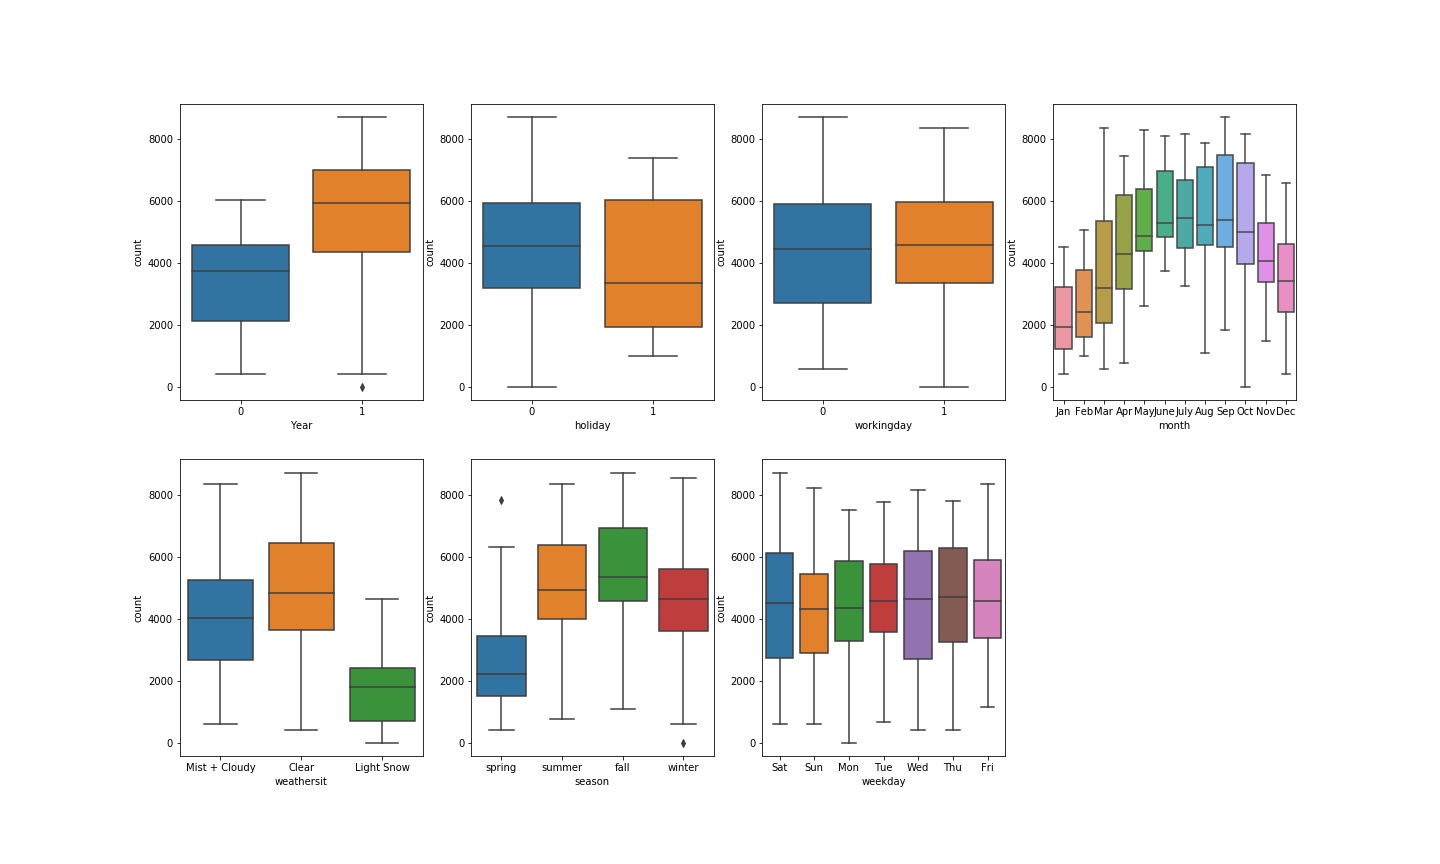 8000
6000
4000
2000
0
count
0 1
Year
8000
6000
4000
2000
0
count
0 1
holiday
8000
6000
4000
2000
0
count
0 1
workingday
8000
6000
4000
2000
0
count
Jan Feb Mar Apr May June July Aug Sep Oct Nov Dec
month
8000
6000
4000
2000
0
count
Mist + Cloudy Clear Light Snow
weathersit
8000
6000
4000
2000
0
count
spring summer fall winter
season
8000
6000
4000
2000
0
count
Sat Sun Mon Tue Wed Thu Fri
weekday